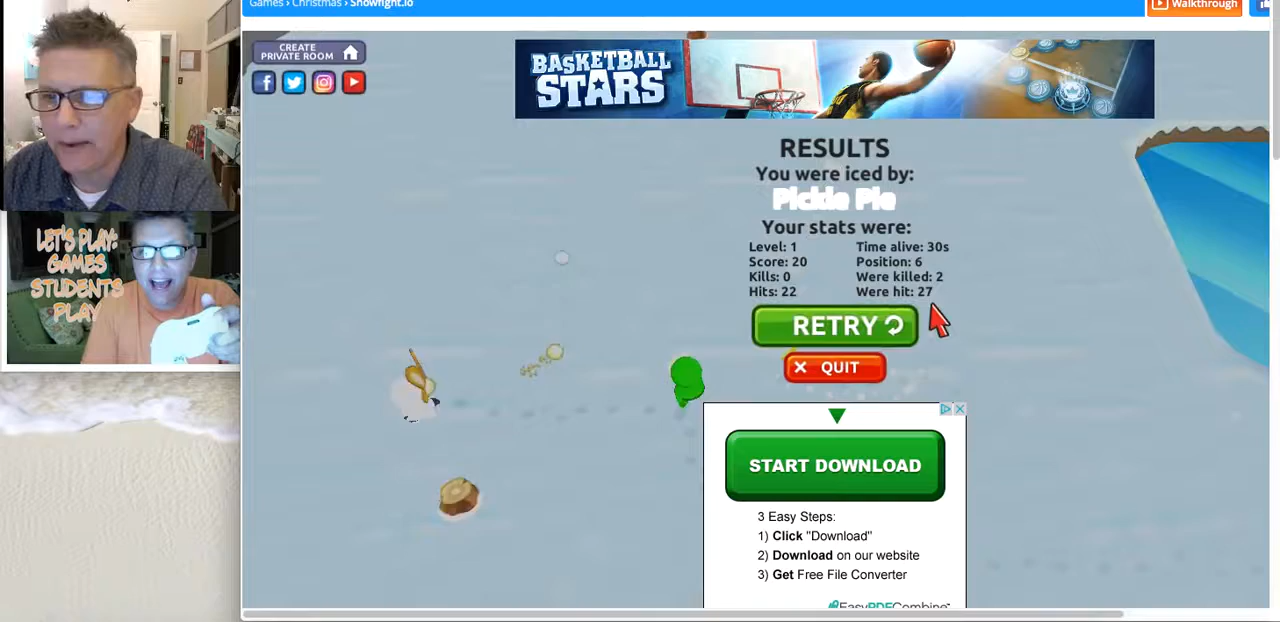 Games › Christmas › Snowfight.io
Walkthrough
CREATE
PRIVATE ROOM
BASKETBALL
STARS
LET'S PLAY:
GAMES
STUDENTS
PLAY
RESULTS
You were iced by:
Pickle Pie
Your stats were:
Level: 1
Time alive: 30s
Score: 20
Position: 6
Kills: 0
Were killed: 2
Hits: 22
Were hit: 27
RETRY
QUIT
START DOWNLOAD
3 Easy Steps:
1) Click "Download"
2) Download on our website
3) Get Free File Converter
EasyPDFCombine™